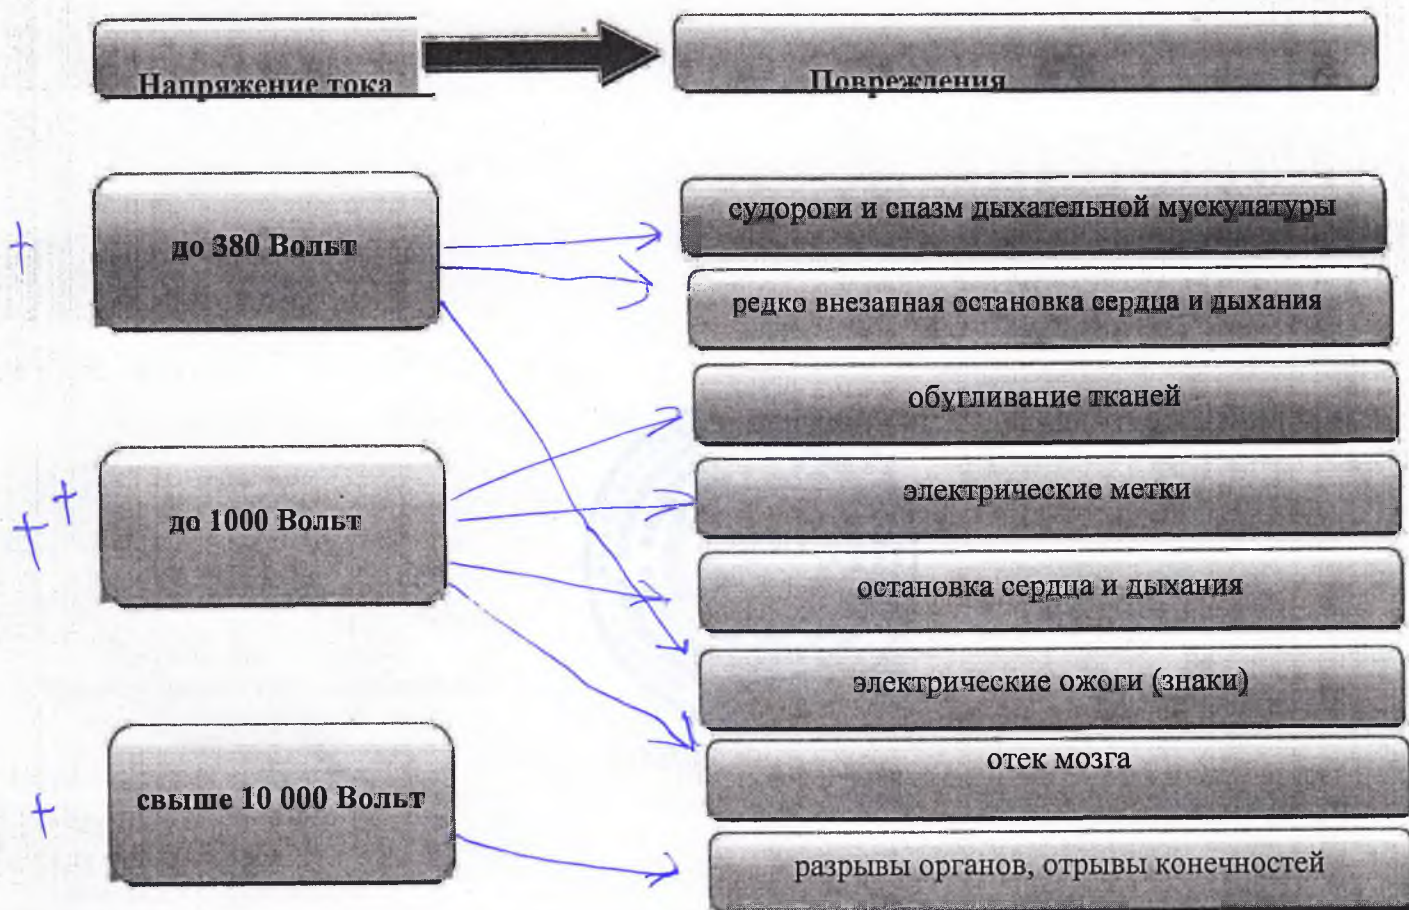 Напряжение тока
Повреждения
до 380 Вольт
судороги и спазм дыхательной мускулатуры
редко внезапная остановка сердца и дыхания
обугливание тканей
до 1000 Вольт
электрические метки
остановка сердца и дыхания
электрические ожоги (знаки)
отек мозга
свыше 10 000 Вольт
разрывы органов, отрывы конечностей
+
+ +
+